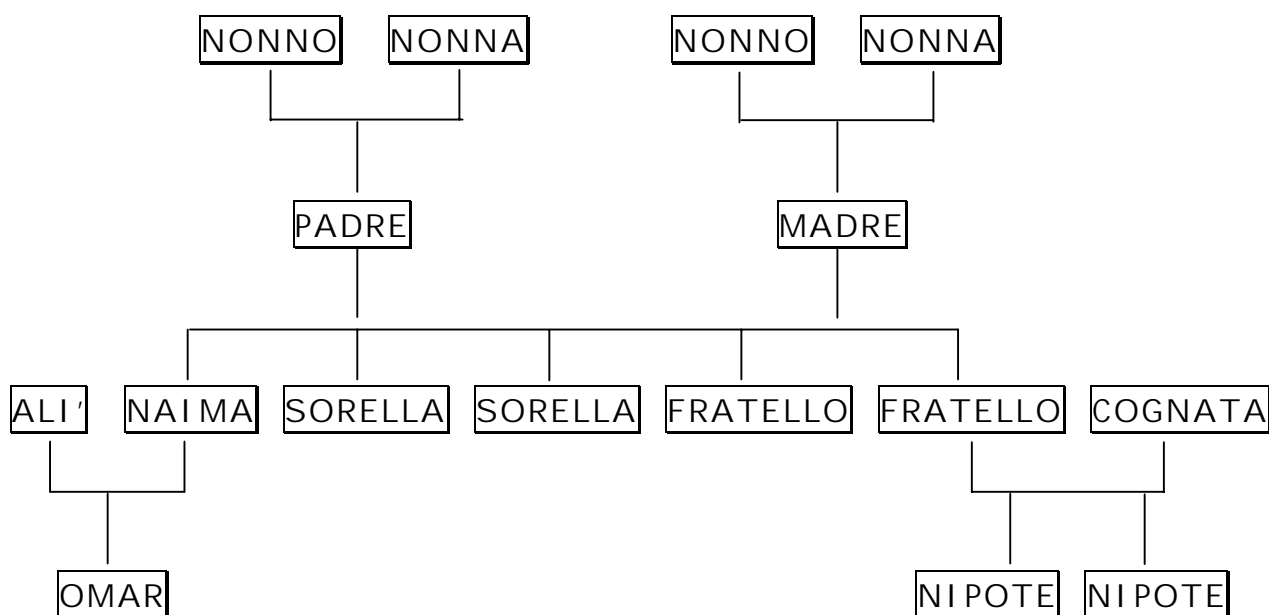 NONNO NONNA NONNO NONNA
PADRE MADRE
ALI' NAIMA SORELLA SORELLA FRATELLO FRATELLO COGNATA
OMAR NIPOTE NIPOTE